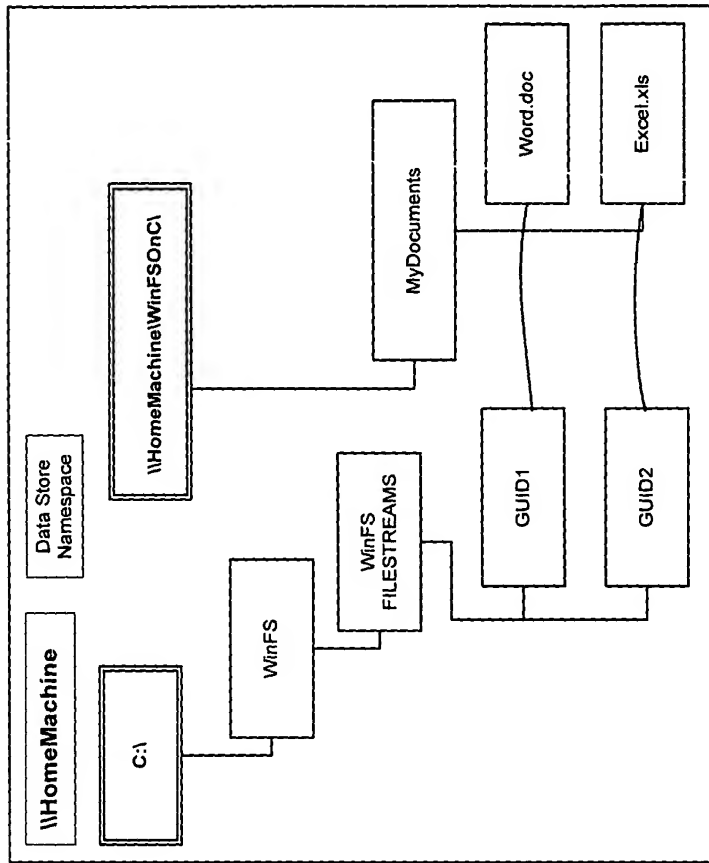 \\HomeMachine
Data Store
Namespace
C:\
\\HomeMachine\WinFSOnC\
WinFS
WinFS
FILESTREAMS
MyDocuments
GUID1
Word.doc
GUID2
Excel.xls